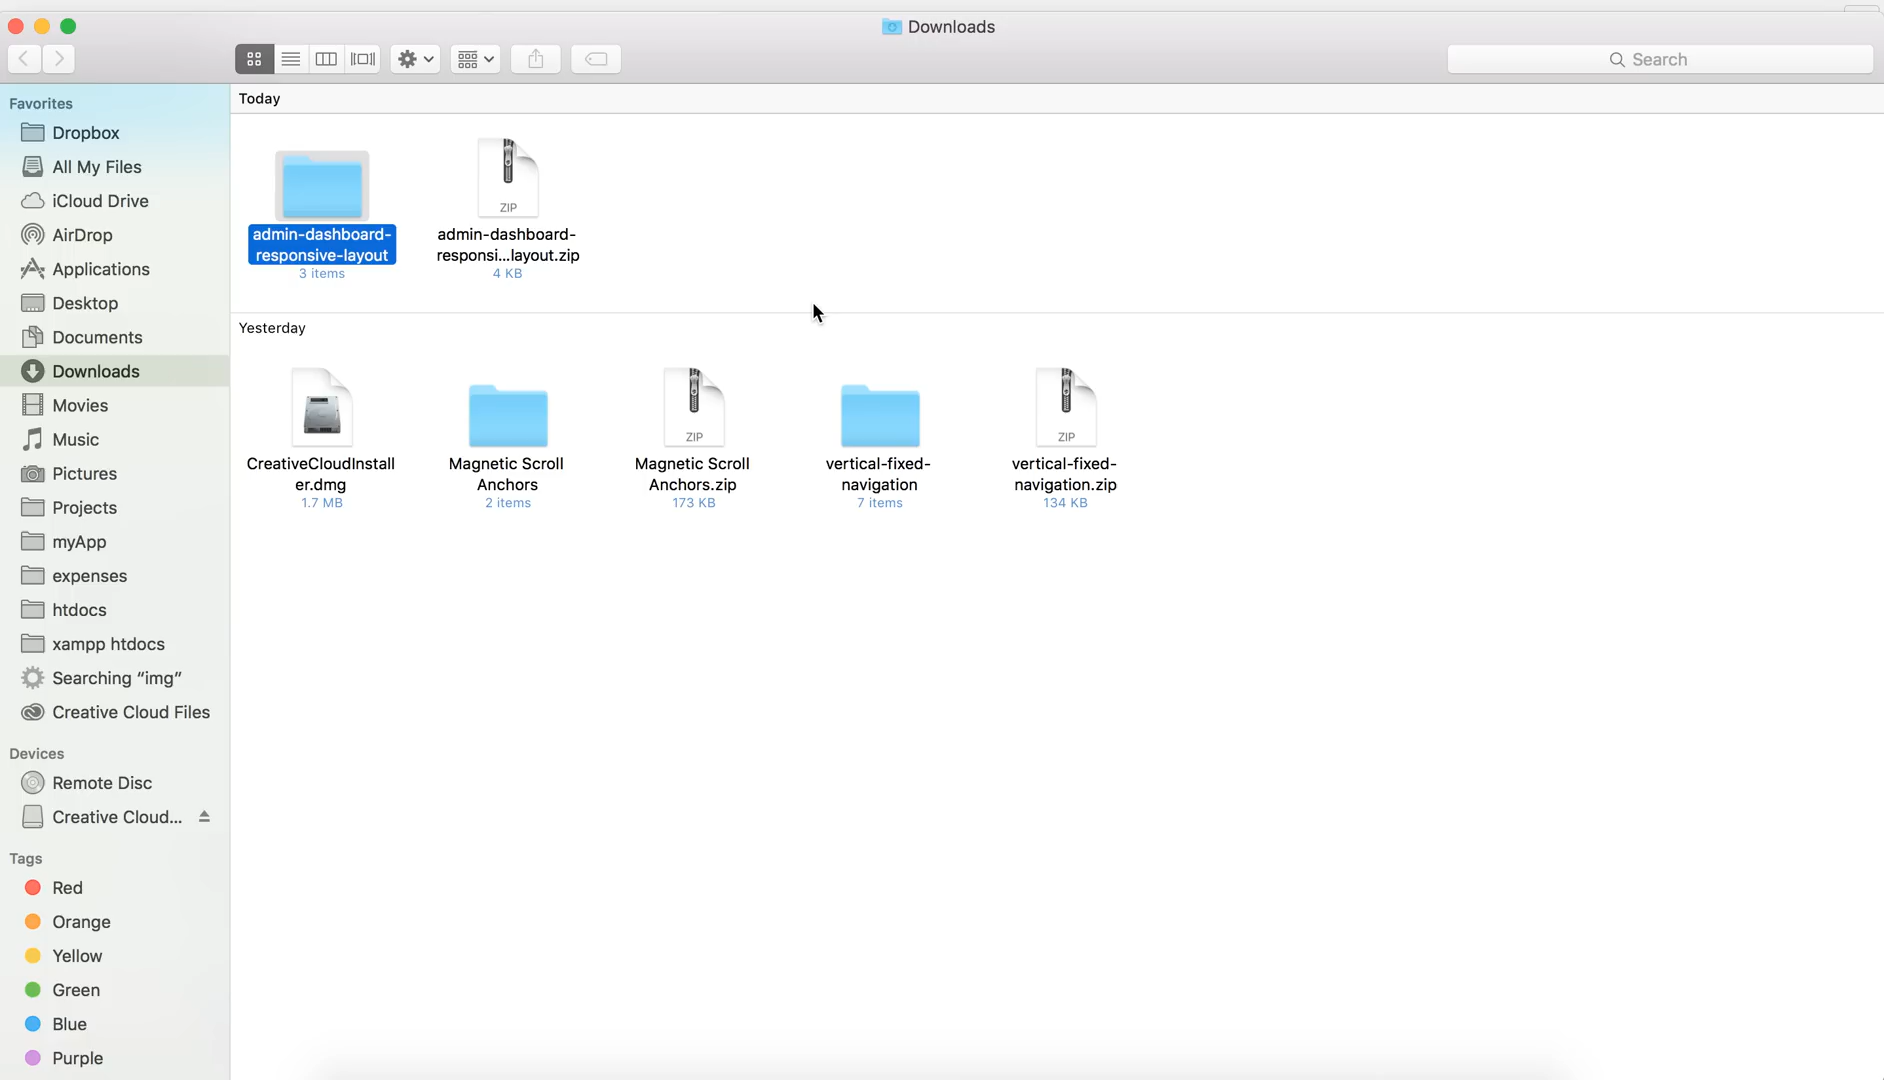 Downloads
Search
Favorites
Dropbox
All My Files
iCloud Drive
AirDrop
Applications
Desktop
Documents
Downloads
Movies
Music
Pictures
Projects
myApp
expenses
htdocs
xampp htdocs
Searching “img”
Creative Cloud Files
Devices
Remote Disc
Creative Cloud...
Tags
Red
Orange
Yellow
Green
Blue
Purple
Today
admin-dashboard-
responsive-layout
3 items
ZIP
admin-dashboard-
responsi...layout.zip
4 KB
Yesterday
CreativeCloudInstall
er.dmg
1.7 MB
Magnetic Scroll
Anchors
2 items
ZIP
Magnetic Scroll
Anchors.zip
173 KB
vertical-fixed-
navigation
7 items
ZIP
vertical-fixed-
navigation.zip
134 KB